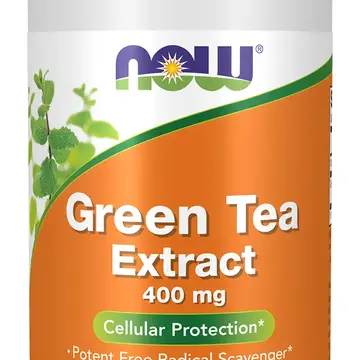 now®
Green Tea
Extract
400 mg
Cellular Protection*
• Potent Free Radical Scavenger*